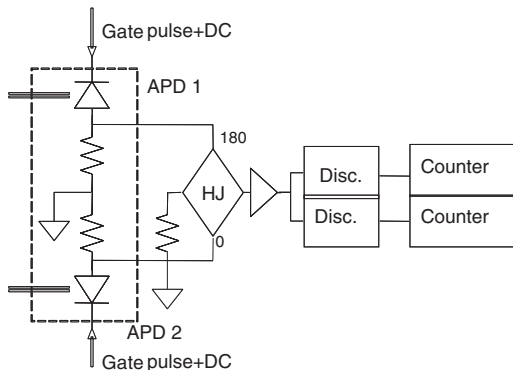 Gate pulse+DC
APD 1
180
HJ
0
Disc.
Counter
Disc.
Counter
APD 2
Gate pulse+DC